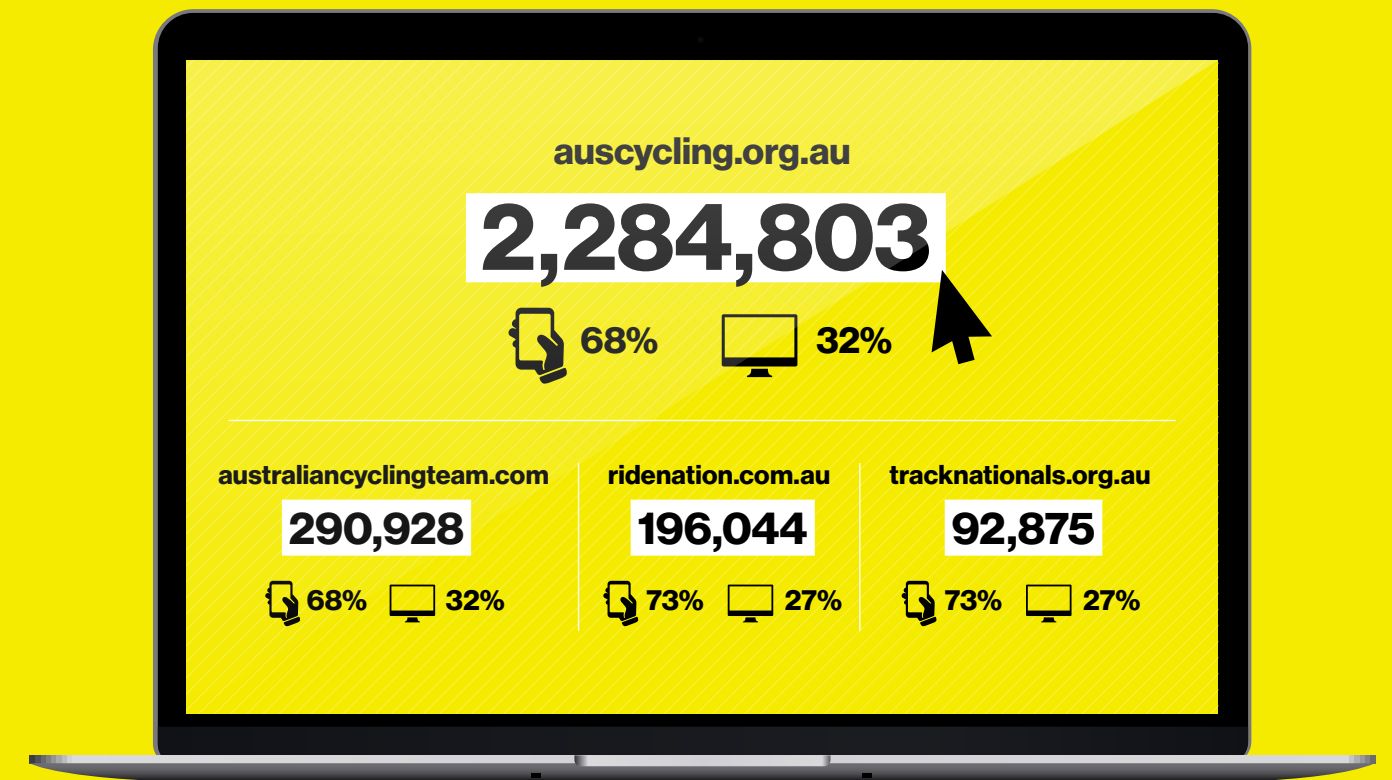 auscycling.org.au
2,284,803
68% 32%
australiancyclingteam.com
290,928
68% 32%
ridenation.com.au
196,044
73% 27%
tracknationals.org.au
92,875
73% 27%